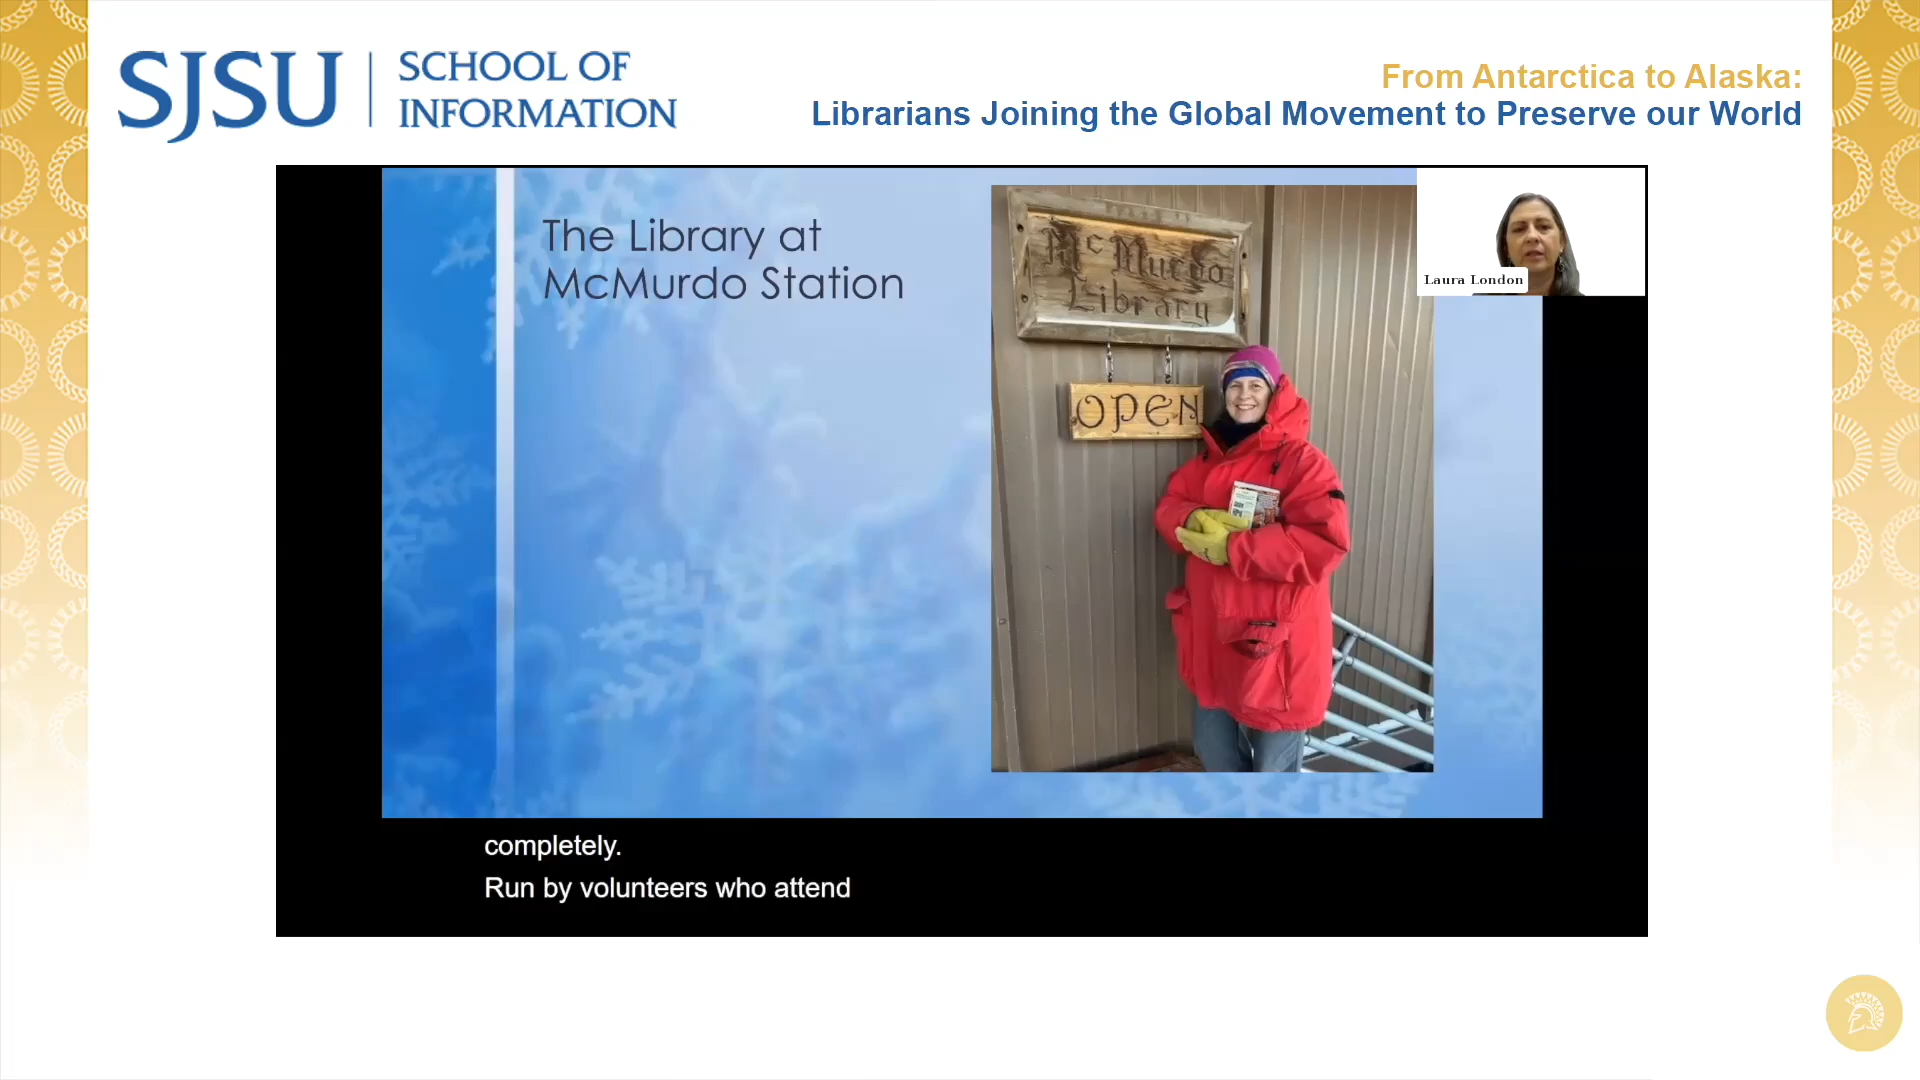 SJSU
SCHOOL OF
INFORMATION
From Antarctica to Alaska:
Librarians Joining the Global Movement to Preserve our World
The Library at
McMurdo Station
McMurdo
Library
OPEN
Laura London
completely.
Run by volunteers who attend